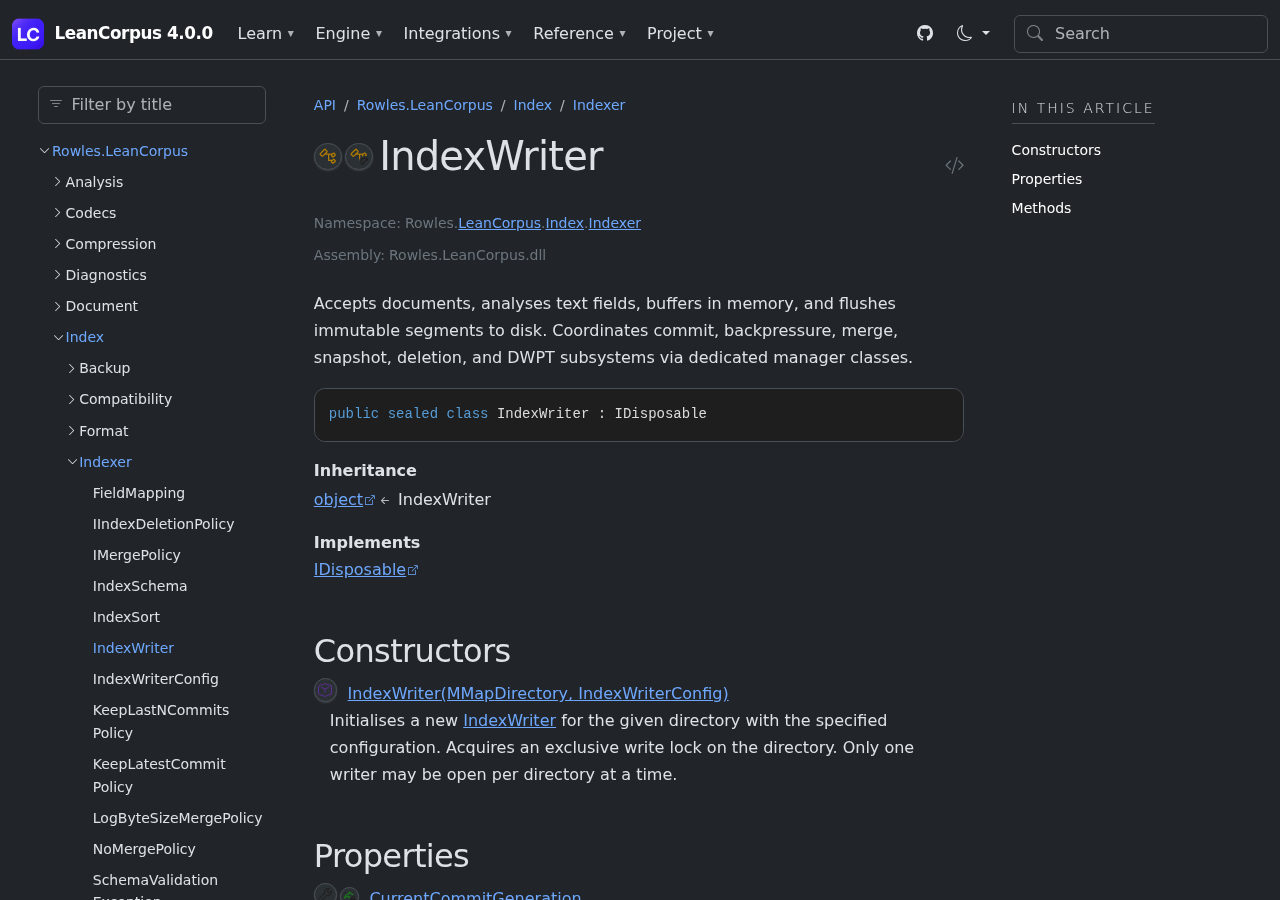 LC LeanCorpus 4.0.0 Learn ▾ Engine ▾ Integrations ▾ Reference ▾ Project ▾ Search
Filter by title
Rowles.LeanCorpus
Analysis
Codecs
Compression
Diagnostics
Document
Index
Backup
Compatibility
Format
Indexer
FieldMapping
IIndexDeletionPolicy
IMergePolicy
IndexSchema
IndexSort
IndexWriter
IndexWriterConfig
KeepLastNCommits
Policy
KeepLatestCommit
Policy
LogByteSizeMergePolicy
NoMergePolicy
SchemaValidation
Exception
API / Rowles.LeanCorpus / Index / Indexer
IndexWriter
Namespace: Rowles.LeanCorpus.Index.Indexer
Assembly: Rowles.LeanCorpus.dll
Accepts documents, analyses text fields, buffers in memory, and flushes
immutable segments to disk. Coordinates commit, backpressure, merge,
snapshot, deletion, and DWPT subsystems via dedicated manager classes.
public sealed class IndexWriter : IDisposable
Inheritance
object ← IndexWriter
Implements
IDisposable
Constructors
IndexWriter(MMapDirectory, IndexWriterConfig)
Initialises a new IndexWriter for the given directory with the specified
configuration. Acquires an exclusive write lock on the directory. Only one
writer may be open per directory at a time.
Properties
CurrentCommitGeneration
IN THIS ARTICLE
Constructors
Properties
Methods